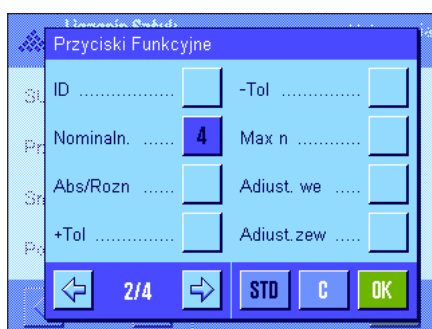 Przyciski Funkcyjne
ID .................
-Tol ..............
Nominaln. ......
4
Max n ............
Abs/Rozn ......
Adiust. we .....
+Tol ...............
Adiust.zew .....
2/4
STD
C
OK